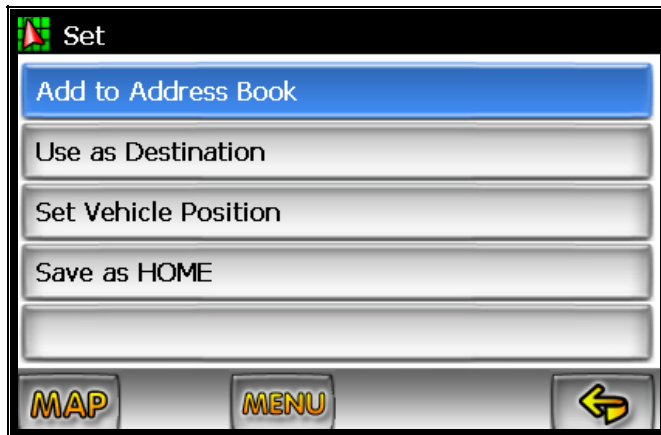 Set
Add to Address Book
Use as Destination
Set Vehicle Position
Save as HOME
MAP MENU